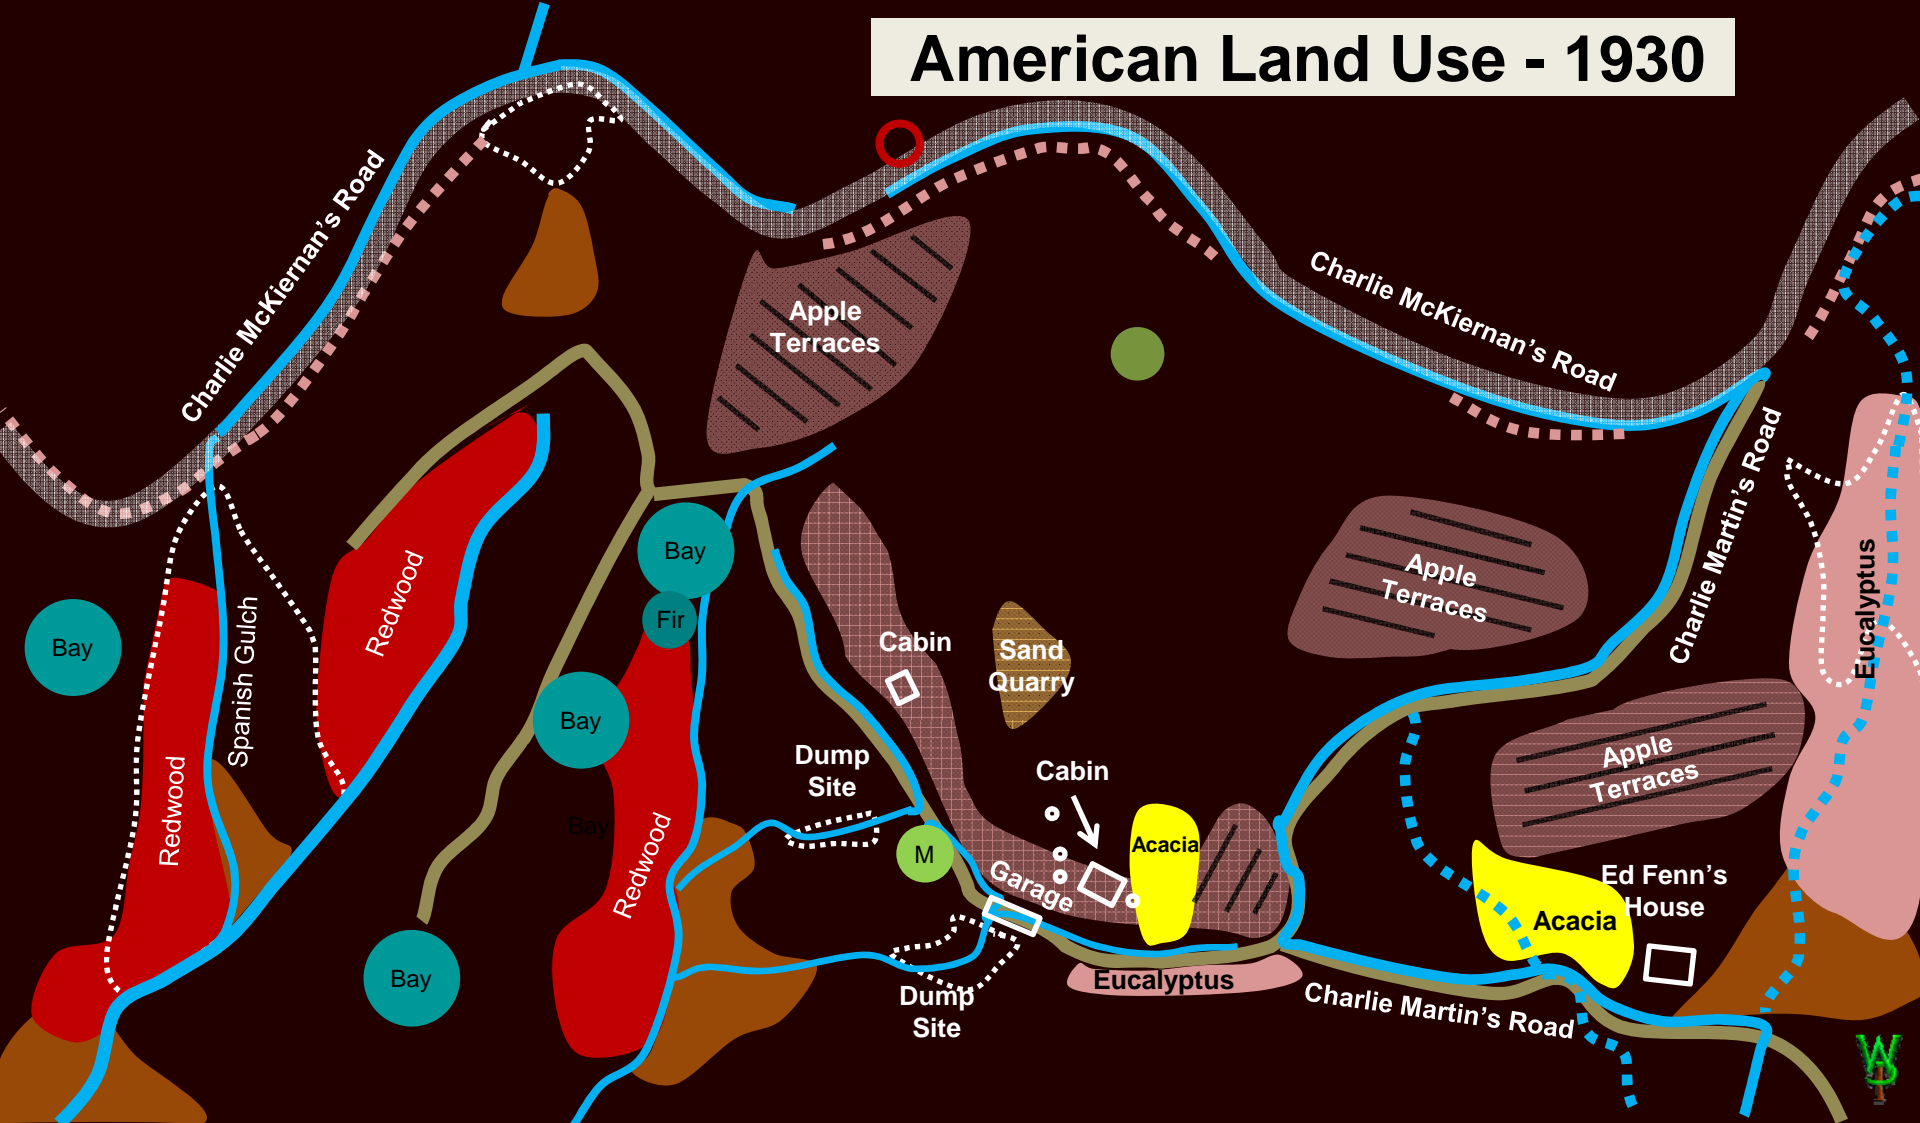 American Land Use - 1930
Charlie McKiernan's Road
Charlie McKiernan's Road
Apple
Terraces
Charlie Martin's Road
Redwood
Bay
Fir
Bay
Spanish Gulch
Redwood
Bay
Bay
Redwood
Bay
Cabin
Sand
Quarry
Apple
Terraces
Eucalyptus
Dump
Site
Cabin
Apple
Terraces
M
Garage
Acacia
Ed Fenn's
House
Acacia
Dump
Site
Eucalyptus
Charlie Martin's Road
Bay